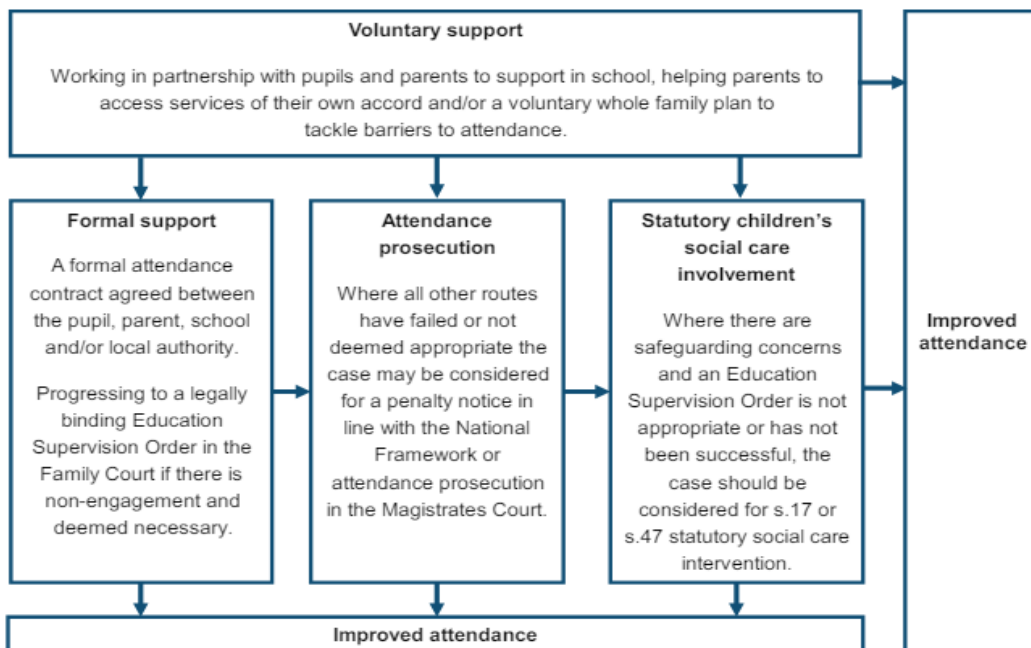 Voluntary support
Working in partnership with pupils and parents to support in school, helping parents to
access services of their own accord and/or a voluntary whole family plan to
tackle barriers to attendance.
Formal support
A formal attendance
contract agreed between
the pupil, parent, school
and/or local authority.
Progressing to a legally
binding Education
Supervision Order in the
Family Court if there is
non-engagement and
deemed necessary.
Attendance
prosecution
Where all other routes
have failed or not
deemed appropriate the
case may be considered
for a penalty notice in
line with the National
Framework or
attendance prosecution
in the Magistrates Court.
Statutory children's
social care
involvement
Where there are
safeguarding concerns
and an Education
Supervision Order is not
appropriate or has not
been successful, the
case should be
considered for s.17 or
s.47 statutory social care
intervention.
Improved
attendance
Improved attendance